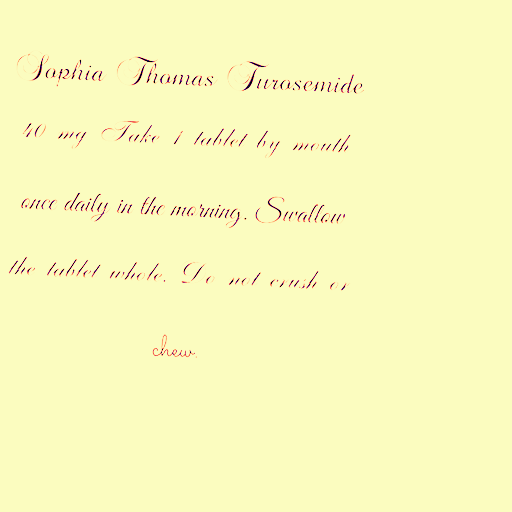 Sophia Thomas Furosemide
40 mg Take 1 tablet by mouth
once daily in the morning. Swallow
the tablet whole. Do not crush or
chew.